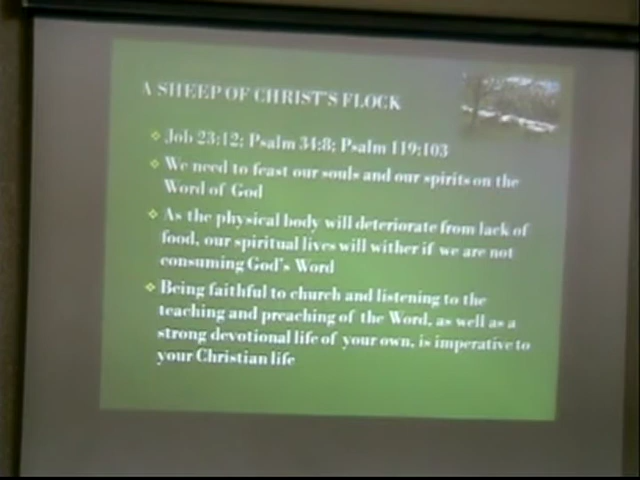 A SHEEP OF CHRIST'S FLOCK
Job 23:12; Psalm 34:8; Psalm 119:103
We need to feast our souls and our spirits on the
Word of God
As the physical body will deteriorate from lack of
food, our spiritual lives will wither if we are not
consuming God's Word
Being faithful to church and listening to the
teaching and preaching of the Word, as well as a
strong devotional life of your own, is imperative to
your Christian life